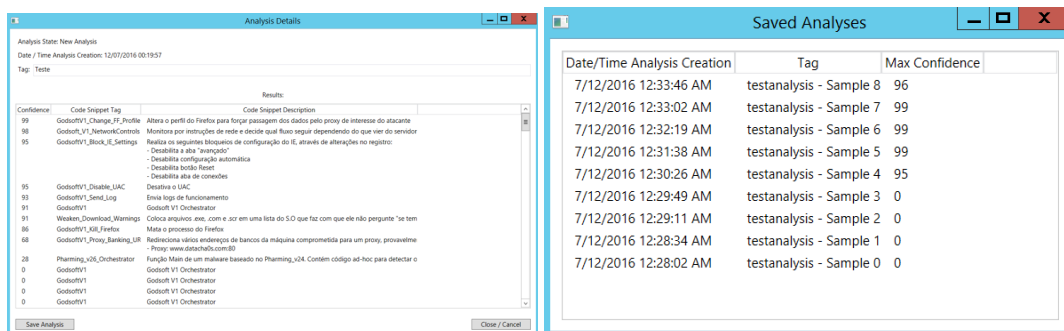 Analysis Details
Analysis State: New Analysis
Date / Time Analysis Creation: 12/07/2016 00:19:57
Tag: Teste
Results:
Confidence Code Snippet Tag Code Snippet Description
99 GodsoftV1_Change_FF_Profile Altera o perfil do Firefox para forçar passagem dos dados pelo proxy de interesse do atacante
98 Godsoft_V1_NetworkControls Monitora por instruções de rede e decide qual fluxo seguir dependendo do que vier do servidor
95 GodsoftV1_Block_IE_Settings Realiza os seguintes bloqueios de configuração do IE, através de alterações no registro:
- Desabilita a aba "avançado"
- Desabilita configuração automática
- Desabilita botão Reset
- Desabilita aba de conexões
95 GodsoftV1_Disable_UAC Desativa o UAC
93 GodsoftV1_Send_Log Envia logs de funcionamento
91 GodsoftV1 Godsoft V1 Orchestrator
91 Weaken_Download_Warnings Coloca arquivos .exe, .com e .scr em uma lista do S.O que faz com que ele não pergunte "se tem
86 GodsoftV1_Kill_Firefox Mata o processo do Firefox
68 GodsoftV1_Proxy_Banking_UR Redireciona vários endereços de bancos da máquina comprometida para um proxy, provavelme
- Proxy: www.datacha0s.com:80
28 Pharming_v26_Orchestrator Função Main de um malware baseado no Pharming_v24. Contém código ad-hoc para detectar o
0 GodsoftV1 Godsoft V1 Orchestrator
0 GodsoftV1 Godsoft V1 Orchestrator
0 GodsoftV1 Godsoft V1 Orchestrator
0 GodsoftV1 Godsoft V1 Orchestrator
Save Analysis Close / Cancel
Saved Analyses
Date/Time Analysis Creation Tag Max Confidence
7/12/2016 12:33:46 AM testanalysis - Sample 8 96
7/12/2016 12:33:02 AM testanalysis - Sample 7 99
7/12/2016 12:32:19 AM testanalysis - Sample 6 99
7/12/2016 12:31:38 AM testanalysis - Sample 5 99
7/12/2016 12:30:26 AM testanalysis - Sample 4 95
7/12/2016 12:29:49 AM testanalysis - Sample 3 0
7/12/2016 12:29:11 AM testanalysis - Sample 2 0
7/12/2016 12:28:34 AM testanalysis - Sample 1 0
7/12/2016 12:28:02 AM testanalysis - Sample 0 0